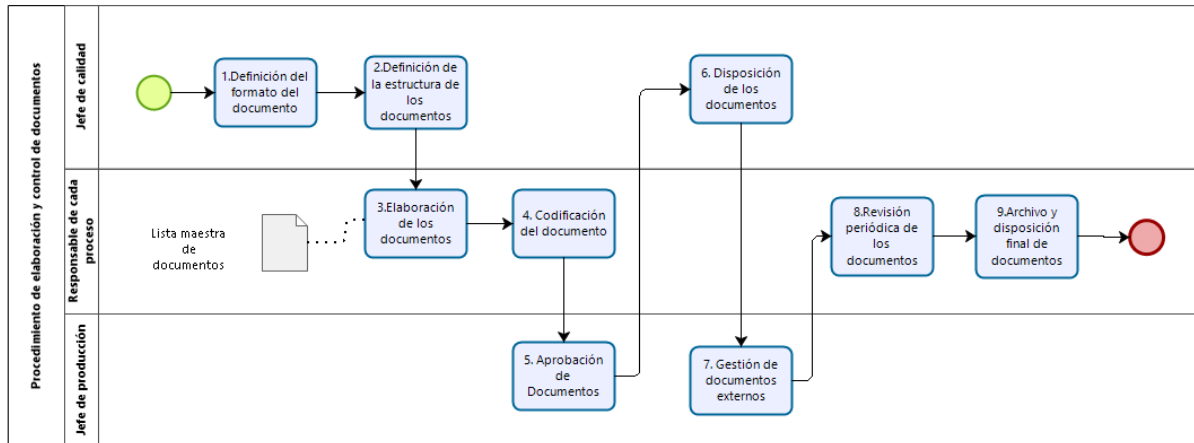 Procedimiento de elaboración y control de documentos
Jefe de calidad
1.Definición del
formato del
documento
2.Definición de
la estructura de
los
documentos
6. Disposición
de los
documentos
Responsable de cada
proceso
Lista maestra
de
documentos
3.Elaboración
de los
documentos
4. Codificación
del documento
8.Revisión
periódica de
los
documentos
9.Archivo y
disposición
final de
documentos
Jefe de producción
5. Aprobación
de
Documentos
7. Gestión de
documentos
externos